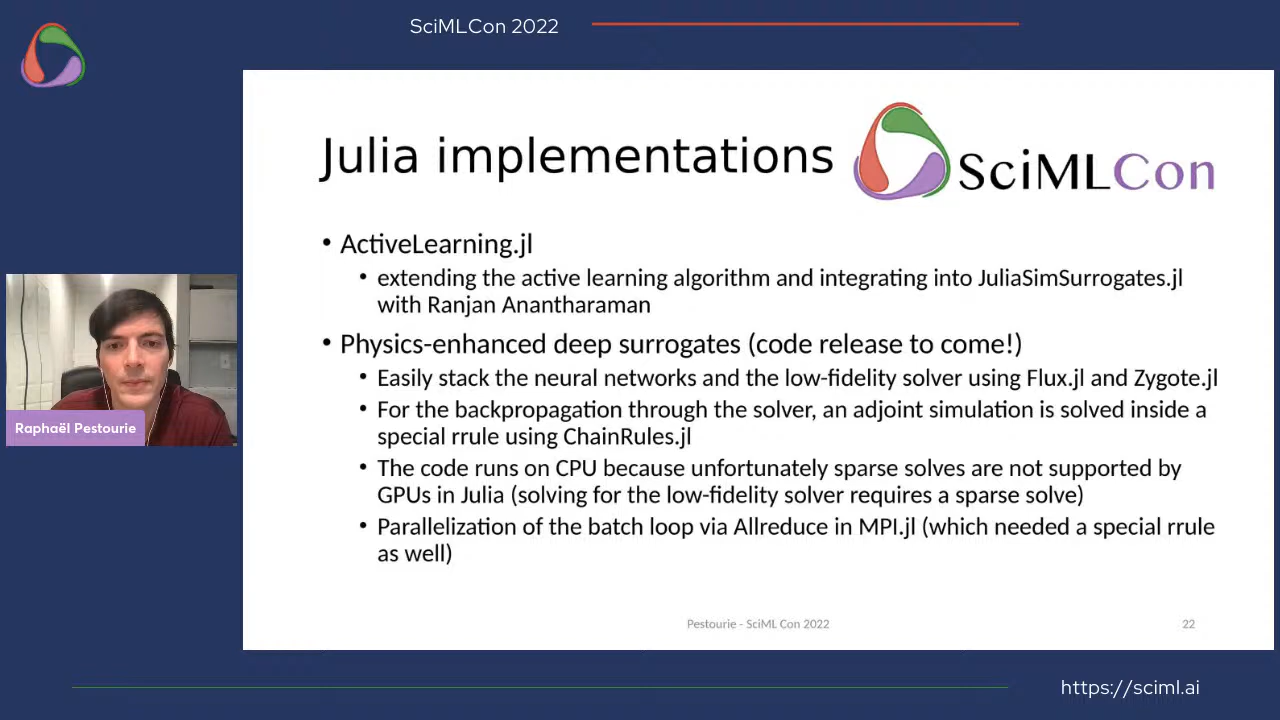 SciMLCon 2022
Julia implementations
SciMLCon
• ActiveLearning.jl
• extending the active learning algorithm and integrating into JuliaSimSurrogates.jl
with Ranjan Anantharaman
• Physics-enhanced deep surrogates (code release to come!)
• Easily stack the neural networks and the low-fidelity solver using Flux.jl and Zygote.jl
• For the backpropagation through the solver, an adjoint simulation is solved inside a
special rrule using ChainRules.jl
• The code runs on CPU because unfortunately sparse solves are not supported by
GPUs in Julia (solving for the low-fidelity solver requires a sparse solve)
• Parallelization of the batch loop via Allreduce in MPI.jl (which needed a special rrule
as well)
Raphaël Pestourie
Pestourie - SciML Con 2022
22
https://sciml.ai